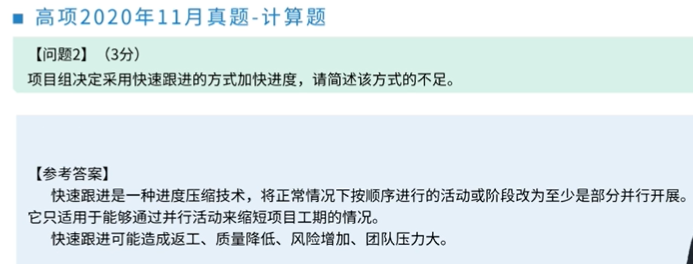 ■ 高项2020年11月真题-计算题
【问题2】（3分）
项目组决定采用快速跟进的方式加快进度，请简述该方式的不足。
【参考答案】
快速跟进是一种进度压缩技术，将正常情况下按顺序进行的活动或阶段改为至少是部分并行开展。
它只适用于能够通过并行活动来缩短项目工期的情况。
快速跟进可能造成返工、质量降低、风险增加、团队压力大。